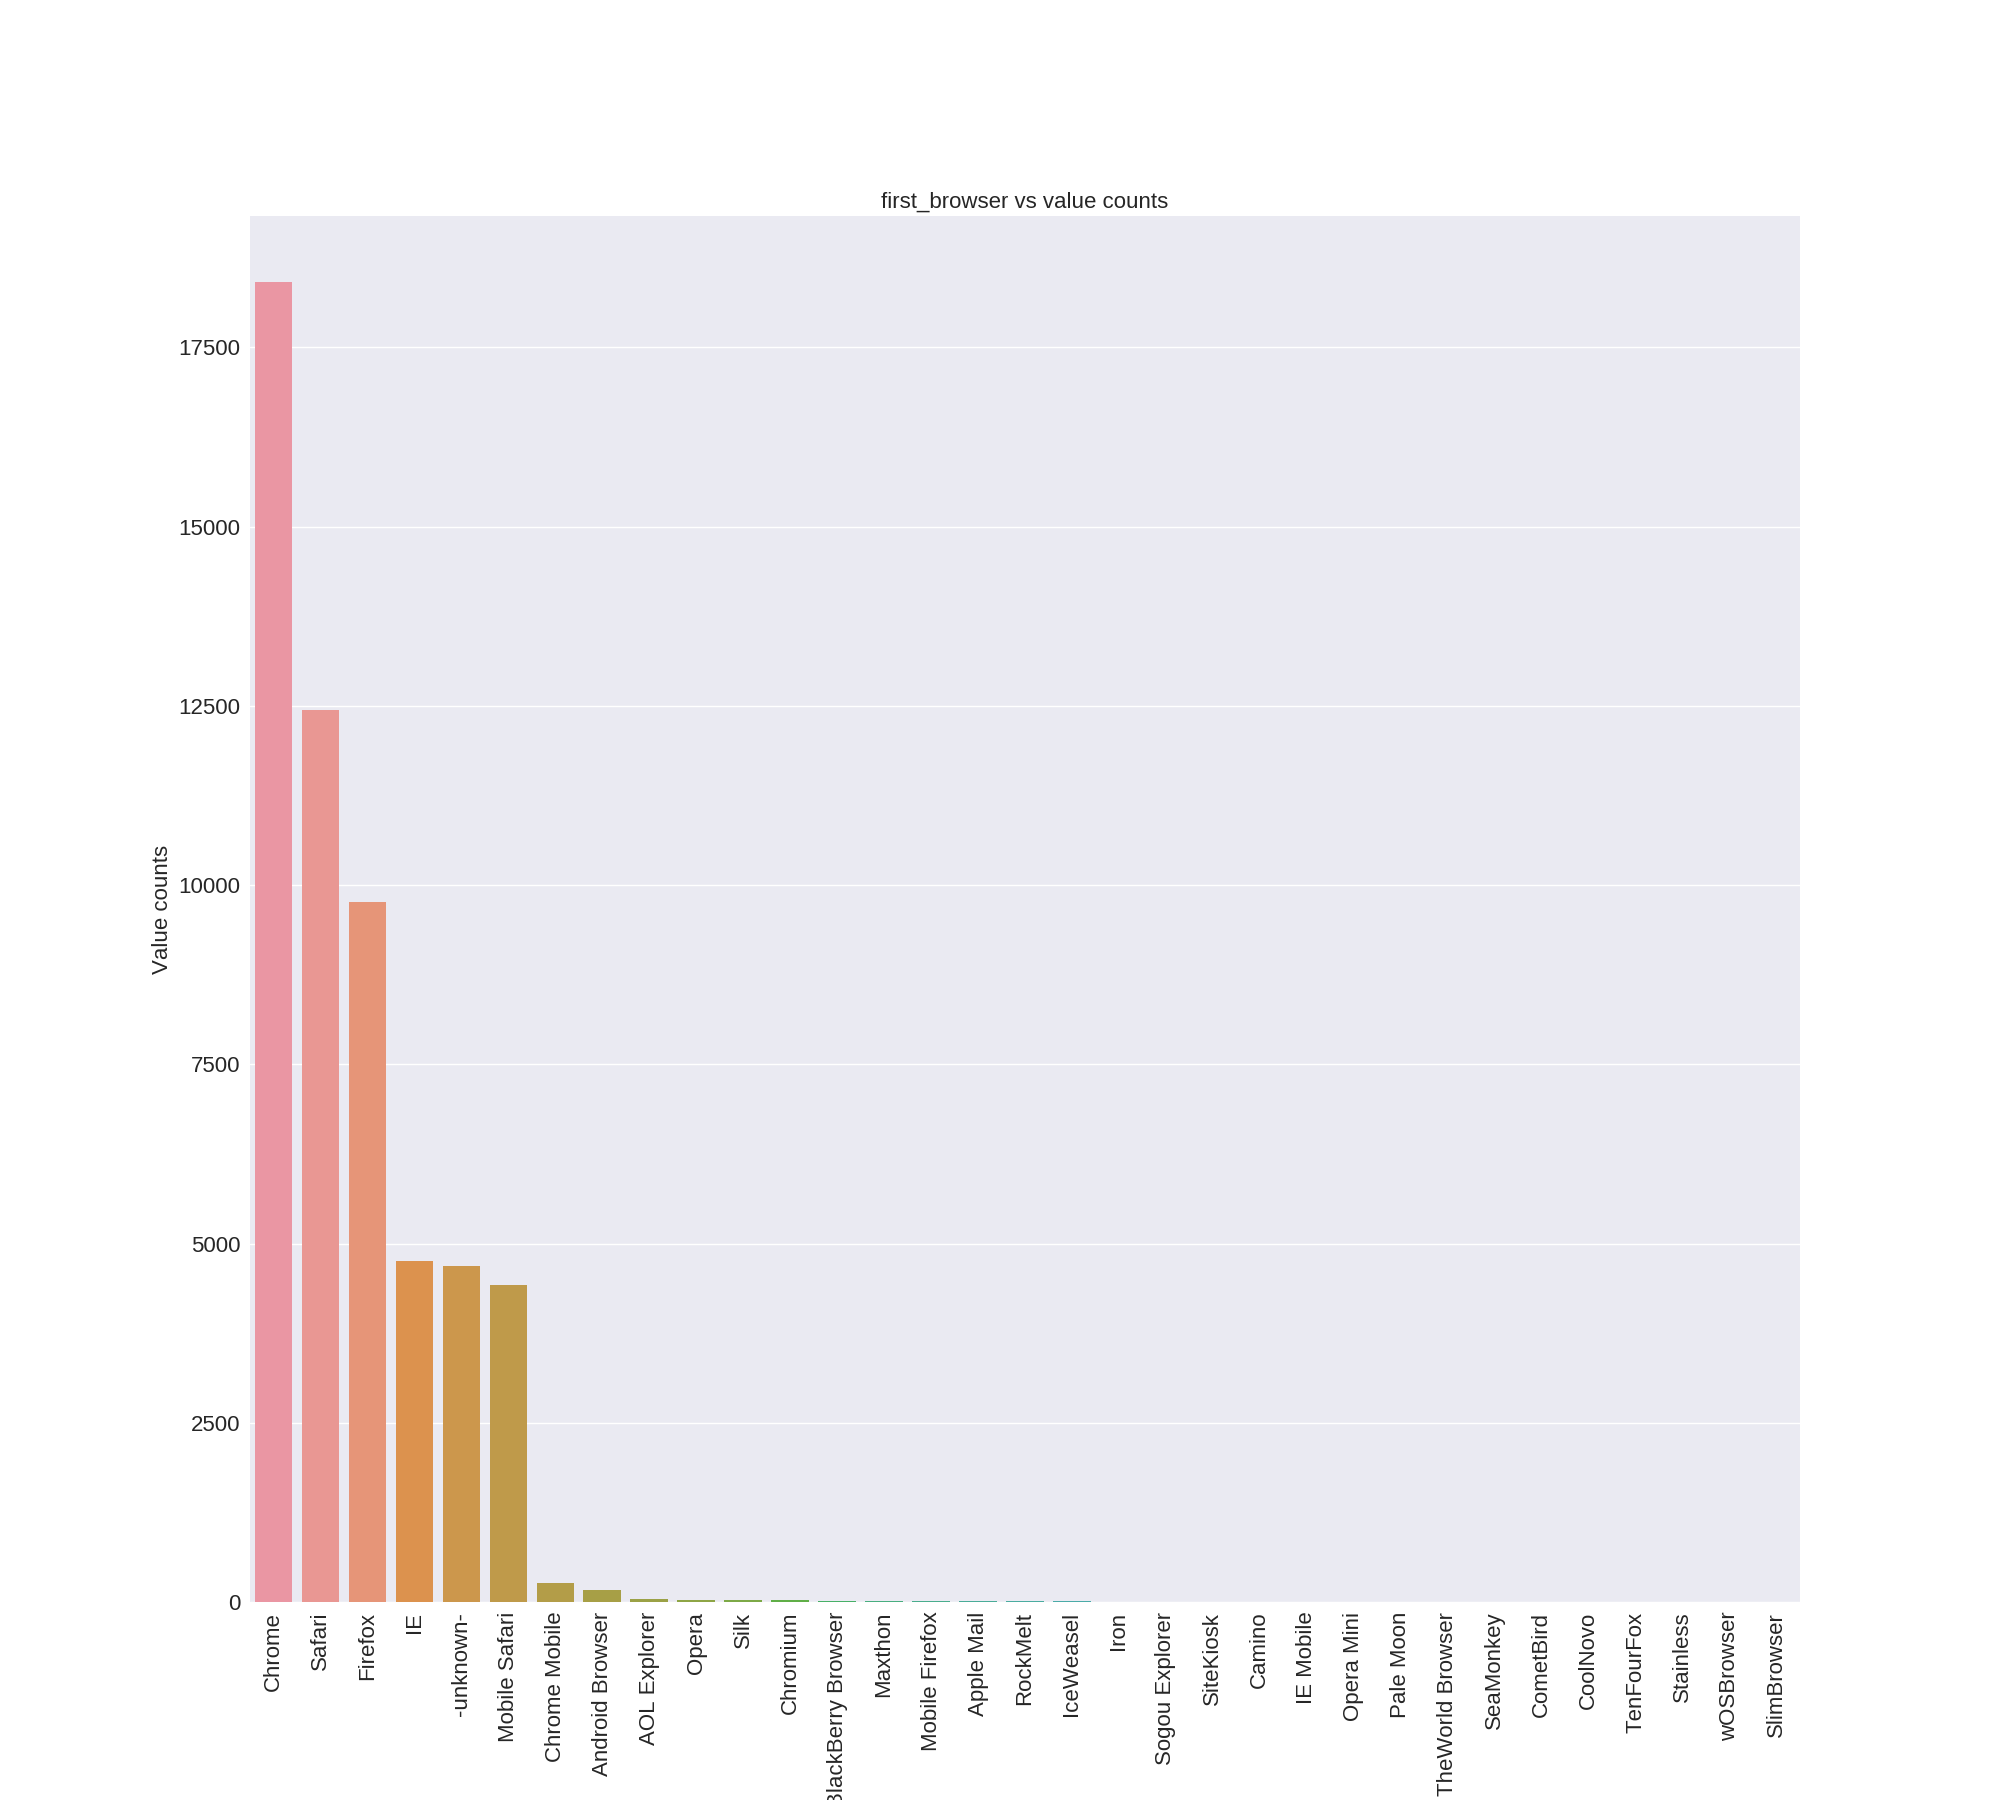 first_browser vs value counts
17500
15000
12500
10000
7500
5000
2500
0
Value counts
Chrome
Safari
Firefox
IE
-unknown-
Mobile Safari
Chrome Mobile
Android Browser
AOL Explorer
Opera
Silk
Chromium
BlackBerry Browser
Maxthon
Mobile Firefox
Apple Mail
RockMelt
IceWeasel
Iron
Sogou Explorer
SiteKiosk
Camino
IE Mobile
Opera Mini
Pale Moon
TheWorld Browser
SeaMonkey
CometBird
CoolNovo
TenFourFox
Stainless
wOSBrowser
SlimBrowser